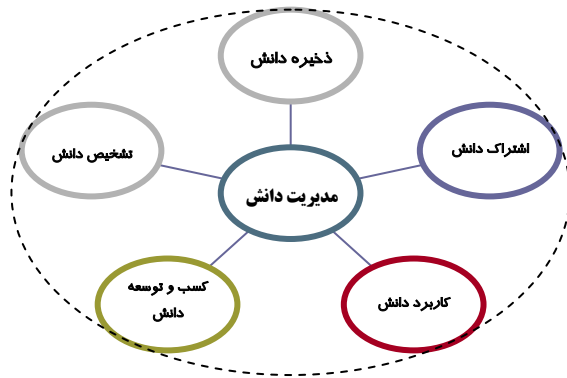 ذخیره دانش
اشتراک دانش
تشخیص دانش
مدیریت دانش
کسب و توسعه
دانش
کاربرد دانش